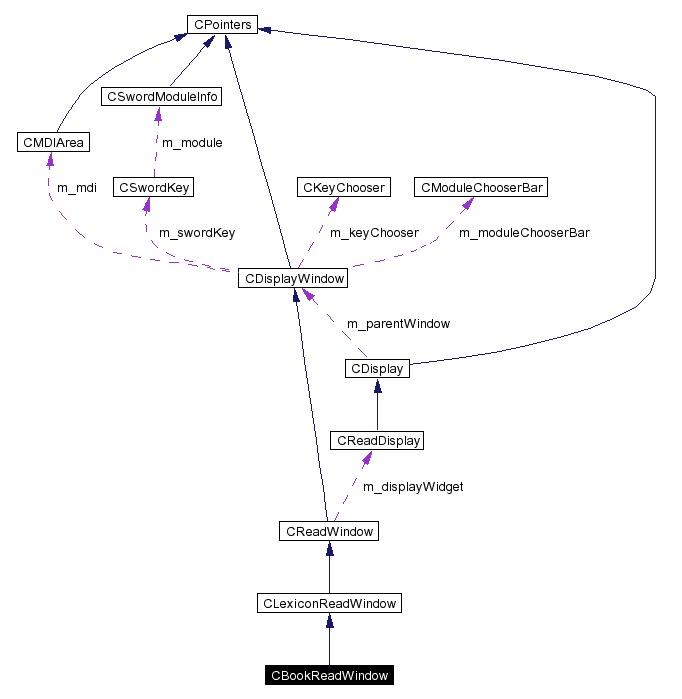 CPointers
CSwordModuleInfo
CMDIArea
m_module
CSwordKey
CKeyChooser
CModuleChooserBar
m_mdi
m_swordKey
m_keyChooser
m_moduleChooserBar
CDisplayWindow
m_parentWindow
CDisplay
CReadDisplay
m_displayWidget
CReadWindow
CLexiconReadWindow
CBookReadWindow